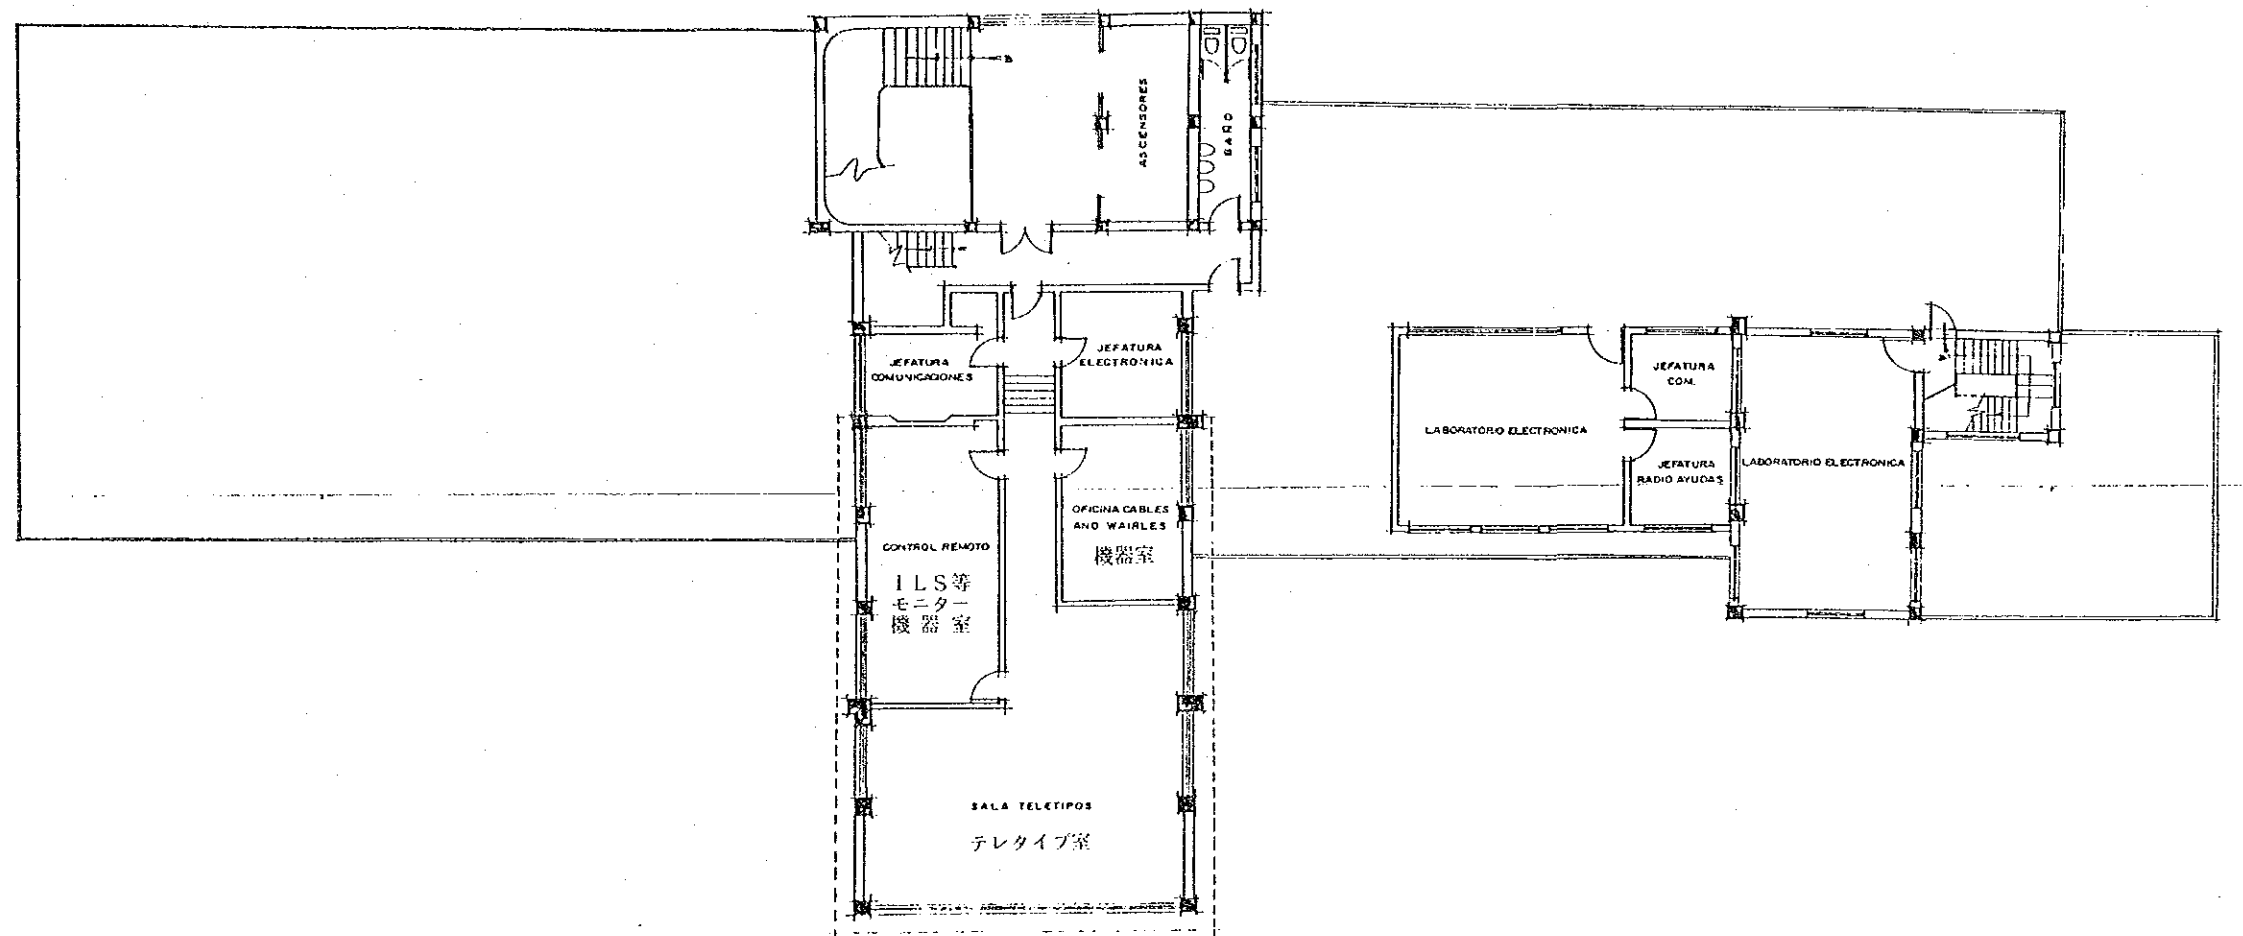 ASCENSORES
BAÑO
JEFATURA
COMUNICACIONES
JEFATURA
ELECTRONICA
CONTROL REMOTO
ILS等
モニター
機器室
OFICINA CABLES
AND WAIRLES
機器室
SALA TELETIPOS
テレタイプ室
LABORATORIO ELECTRONICA
JEFATURA
COM.
JEFATURA
RADIO AYUDAS
LABORATORIO ELECTRONICA